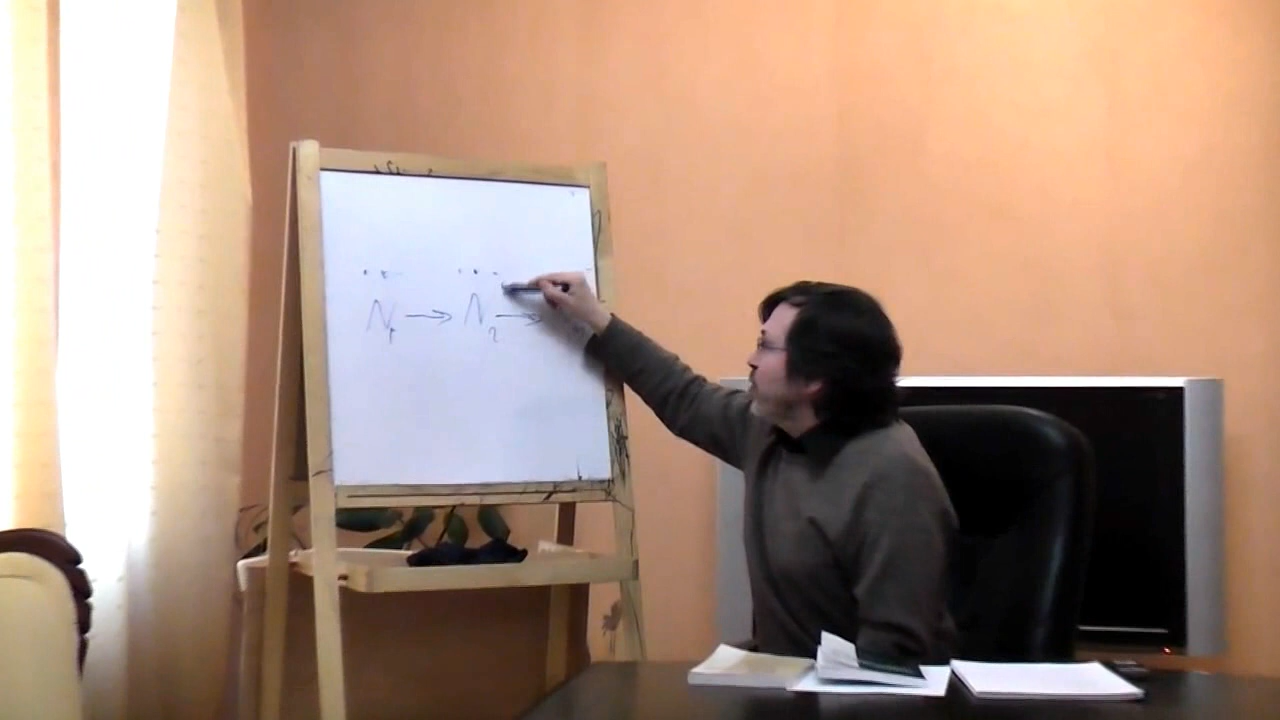 N₁ → N₂ →